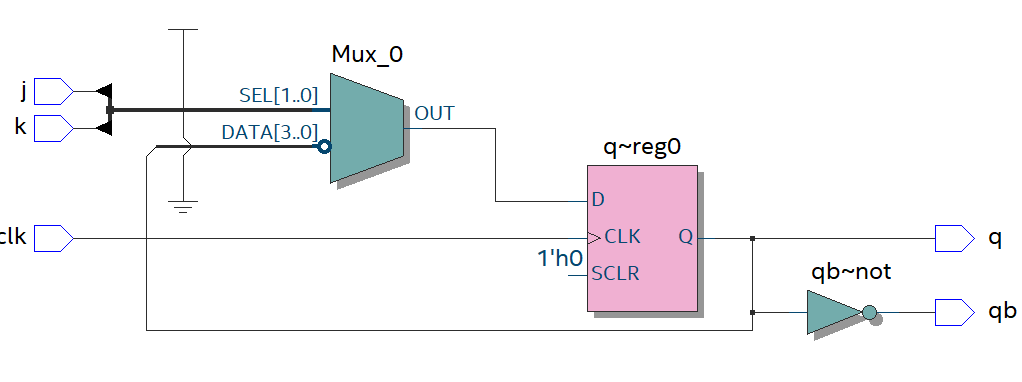 Mux_0
j
SEL[1..0]
OUT
k
DATA[3..0]
q~reg0
D
clk
CLK
Q
q
1'h0
SCLR
qb~not
qb